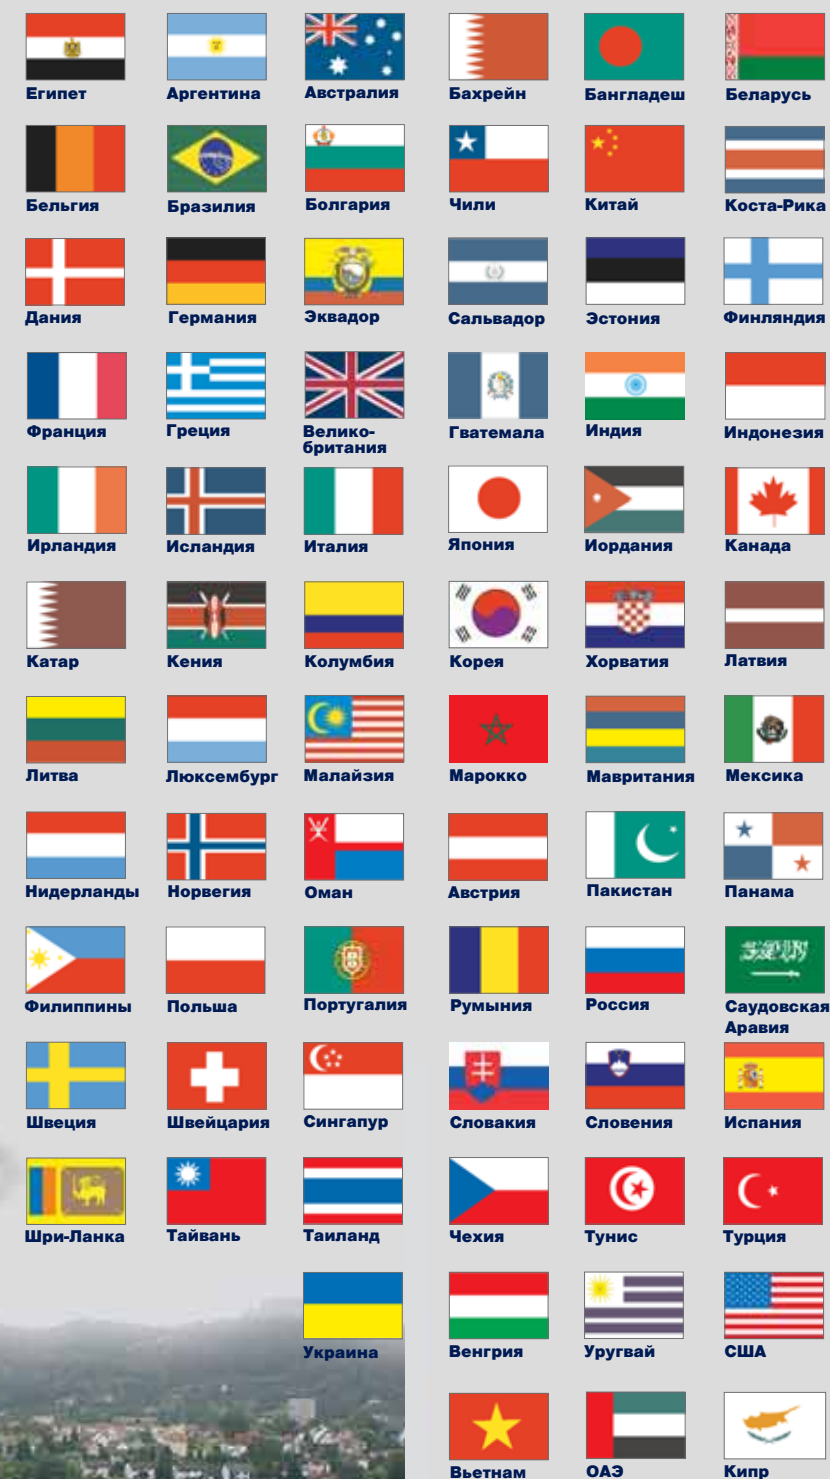 Египет Аргентина Австралия Бахрейн Бангладеш Беларусь
Бельгия Бразилия Болгария Чили Китай Коста-Рика
Дания Германия Эквадор Сальвадор Эстония Финляндия
Франция Греция Велико-
британия Гватемала Индия Индонезия
Ирландия Исландия Италия Япония Иордания Канада
Катар Кения Колумбия Корея Хорватия Латвия
Литва Люксембург Малайзия Марокко Мавритания Мексика
Нидерланды Норвегия Оман Австрия Пакистан Панама
Филиппины Польша Португалия Румыния Россия Саудовская
Аравия
Швеция Швейцария Сингапур Словакия Словения Испания
Шри-Ланка Тайвань Таиланд Чехия Тунис Турция
Украина Венгрия Уругвай США
Вьетнам ОАЭ Кипр